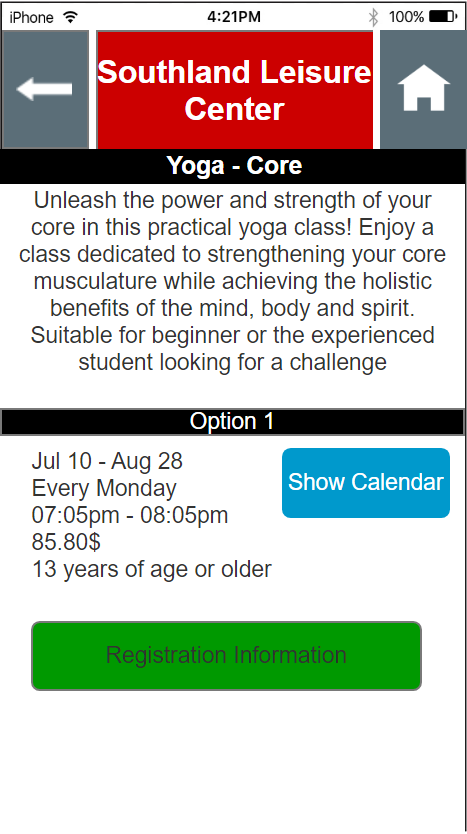 iPhone 4:21PM 100%
Southland Leisure
Center
Yoga - Core
Unleash the power and strength of your
core in this practical yoga class! Enjoy a
class dedicated to strengthening your core
musculature while achieving the holistic
benefits of the mind, body and spirit.
Suitable for beginner or the experienced
student looking for a challenge
Option 1
Jul 10 - Aug 28
Every Monday
07:05pm - 08:05pm
85.80$
13 years of age or older
Show Calendar
Registration Information